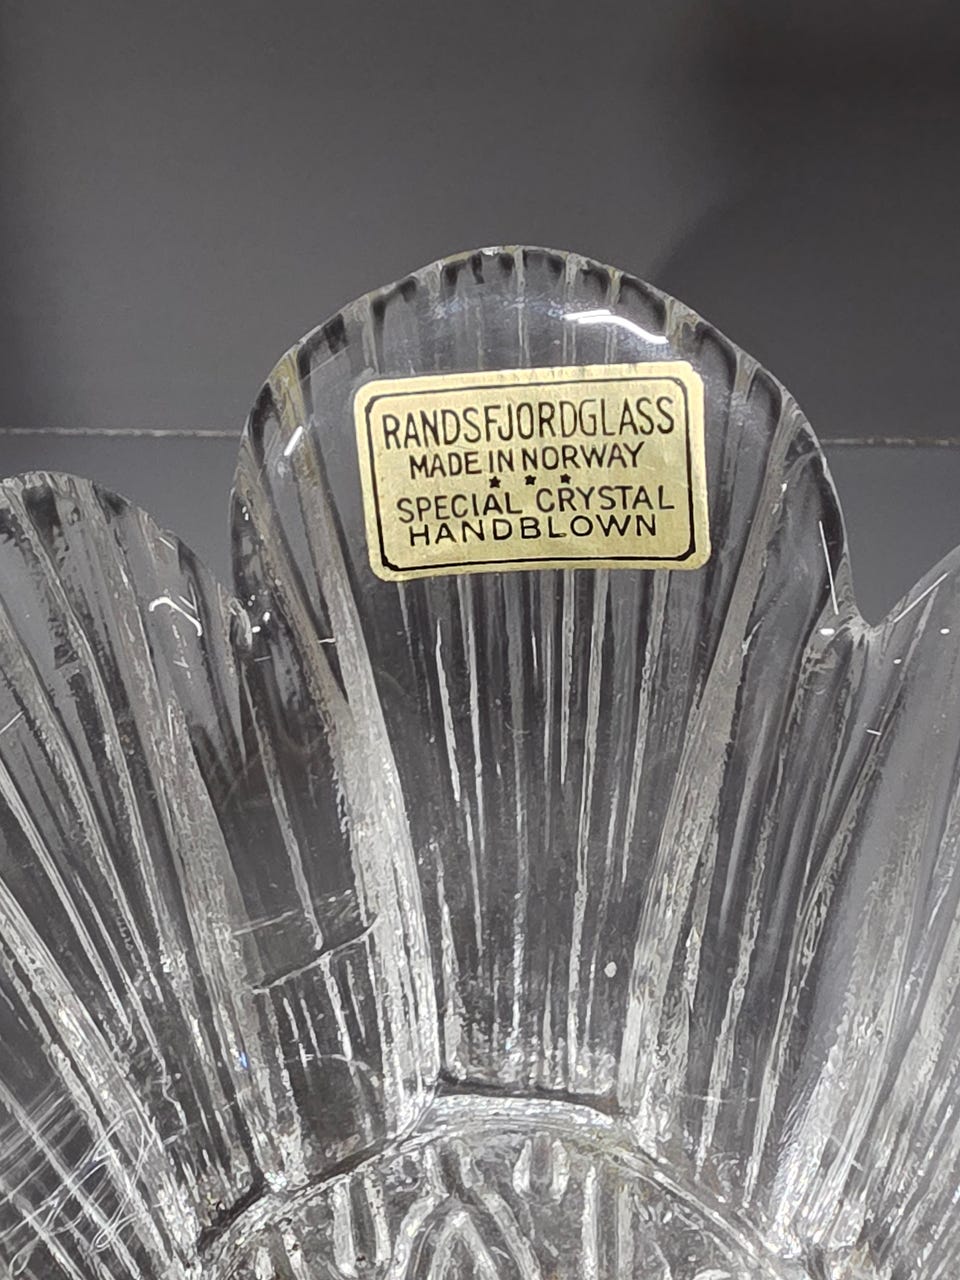 RANDSFJORDGLASS
MADE IN NORWAY
★ ★ ★
SPECIAL CRYSTAL
HANDBLOWN